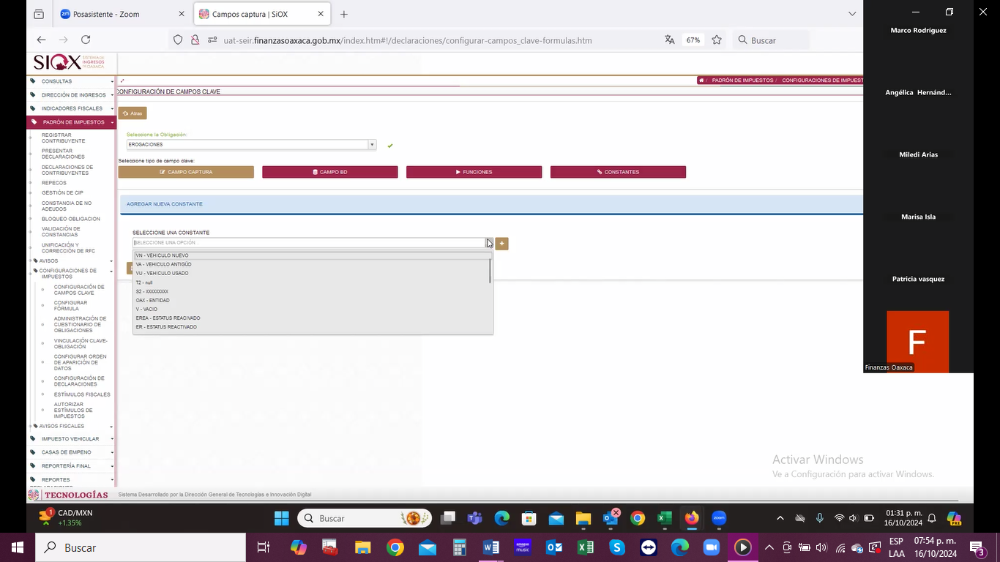 Posasistente - Zoom
Campos captura | SiOX
uat-seir.finanzasoaxaca.gob.mx/index.htm#!/declaraciones/configurar-campos_clave-formulas.htm
67%
Buscar
SIOX SISTEMA DE INGRESOS DE OAXACA
CONSULTAS
DIRECCIÓN DE INGRESOS
INDICADORES FISCALES
PADRÓN DE IMPUESTOS
REGISTRAR CONTRIBUYENTE
PRESENTAR DECLARACIONES
DECLARACIONES DE CONTRIBUYENTES
REPECOS
GESTIÓN DE CIP
CONSTANCIA DE NO ADEUDOS
BLOQUEO OBLIGACION
VALIDACIÓN DE CONSTANCIAS
UNIFICACIÓN Y CORRECCIÓN DE RFC
AVISOS
CONFIGURACIONES DE IMPUESTOS
CONFIGURACIÓN DE CAMPOS CLAVE
CONFIGURAR FÓRMULA
ADMINISTRACIÓN DE CUESTIONARIO DE OBLIGACIONES
VINCULACIÓN CLAVE-OBLIGACIÓN
CONFIGURAR ORDEN DE APARICIÓN DE DATOS
CONFIGURACIÓN DE DECLARACIONES
ESTÍMULOS FISCALES
AUTORIZAR ESTÍMULOS DE IMPUESTOS
AVISOS FISCALES
IMPUESTO VEHICULAR
CASAS DE EMPENO
REPORTERÍA FINAL
REPORTES
DECLARACIONES
PADRÓN DE IMPUESTOS / CONFIGURACIONES DE IMPUEST
CONFIGURACIÓN DE CAMPOS CLAVE
Atras
Seleccione la Obligación:
EROGACIONES
Seleccione tipo de campo clave:
CAMPO CAPTURA
CAMPO BD
FUNCIONES
CONSTANTES
AGREGAR NUEVA CONSTANTE
SELECCIONE UNA CONSTANTE
SELECCIONE UNA OPCIÓN..
VN - VEHICULO NUEVO
VA - VEHICULO ANTIGÜO
VU - VEHICULO USADO
T2 - null
S2 - XXXXXXXXX
OAX - ENTIDAD
V - VACIO
EREA - ESTATUS REACIVADO
ER - ESTATUS REACTIVADO
Activar Windows
Ve a Configuración para activar Windows.
TECNOLOGÍAS
Sistema Desarrollado por la Dirección General de Tecnologías e Innovación Digital
Marco Rodríguez
Angélica Hernánd...
Miledi Arias
Marisa Isla
Patricia vasquez
F
Finanzas Oaxaca
1
CAD/MXN
+1.35%
Buscar
01:31 p. m.
16/10/2024
PRE
Buscar
amazon music
ESP
LAA
07:54 p. m.
16/10/2024
3